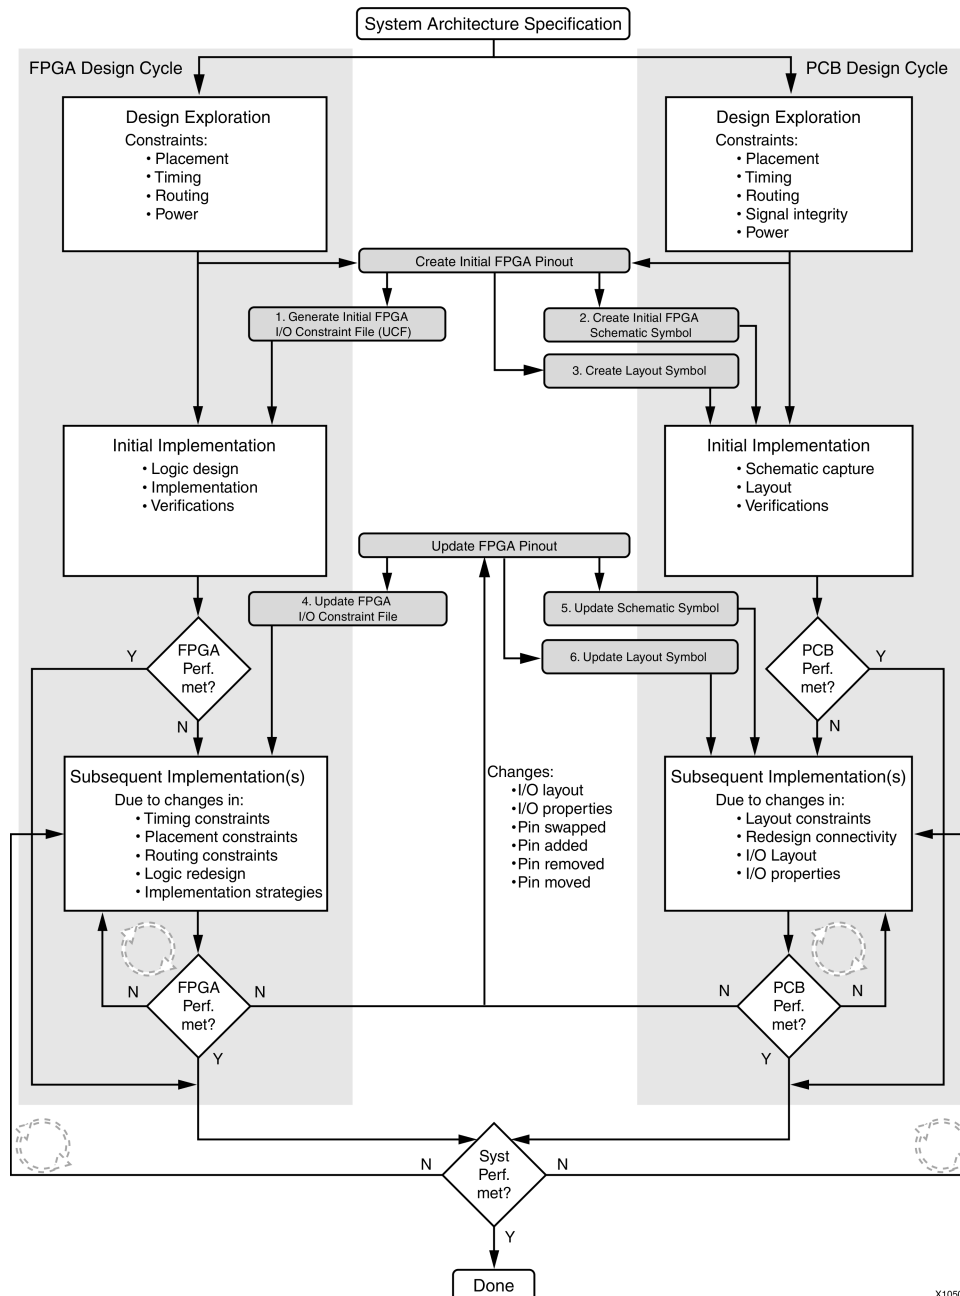 System Architecture Specification
FPGA Design Cycle
PCB Design Cycle
Design Exploration
Constraints:
• Placement
• Timing
• Routing
• Power
Design Exploration
Constraints:
• Placement
• Timing
• Routing
• Signal integrity
• Power
Create Initial FPGA Pinout
1. Generate Initial FPGA
I/O Constraint File (UCF)
2. Create Initial FPGA
Schematic Symbol
3. Create Layout Symbol
Initial Implementation
• Logic design
• Implementation
• Verifications
Initial Implementation
• Schematic capture
• Layout
• Verifications
Update FPGA Pinout
4. Update FPGA
I/O Constraint File
5. Update Schematic Symbol
6. Update Layout Symbol
Y
FPGA
Perf.
met?
N
PCB
Perf.
met?
Y
N
Subsequent Implementation(s)
Due to changes in:
• Timing constraints
• Placement constraints
• Routing constraints
• Logic redesign
• Implementation strategies
Changes:
•I/O layout
•I/O properties
•Pin swapped
•Pin added
•Pin removed
•Pin moved
Subsequent Implementation(s)
Due to changes in:
• Layout constraints
• Redesign connectivity
• I/O Layout
• I/O properties
N
FPGA
Perf.
met?
N
Y
N
PCB
Perf.
met?
N
Y
N
Syst
Perf.
met?
N
Y
Done